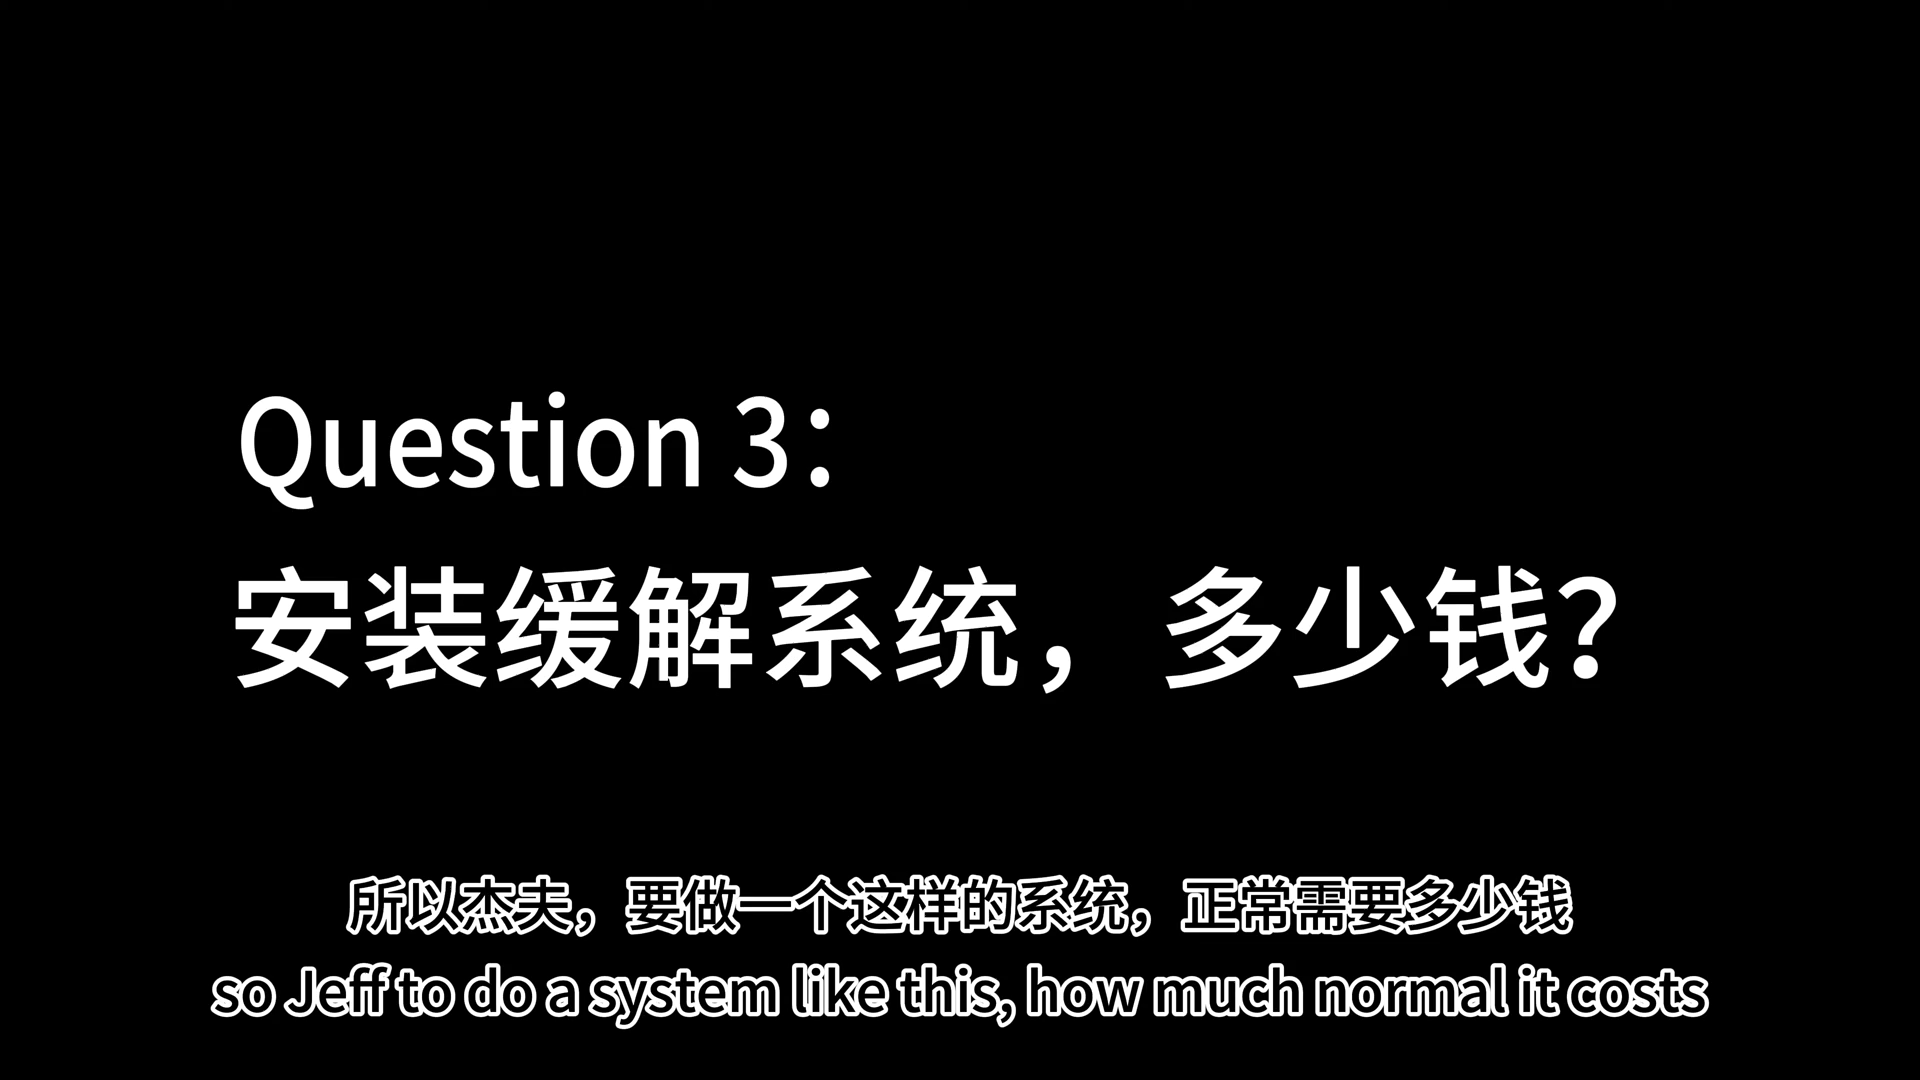 Question 3：
安装缓解系统，多少钱？
所以杰夫，要做一个这样的系统，正常需要多少钱
so Jeff to do a system like this, how much normal it costs